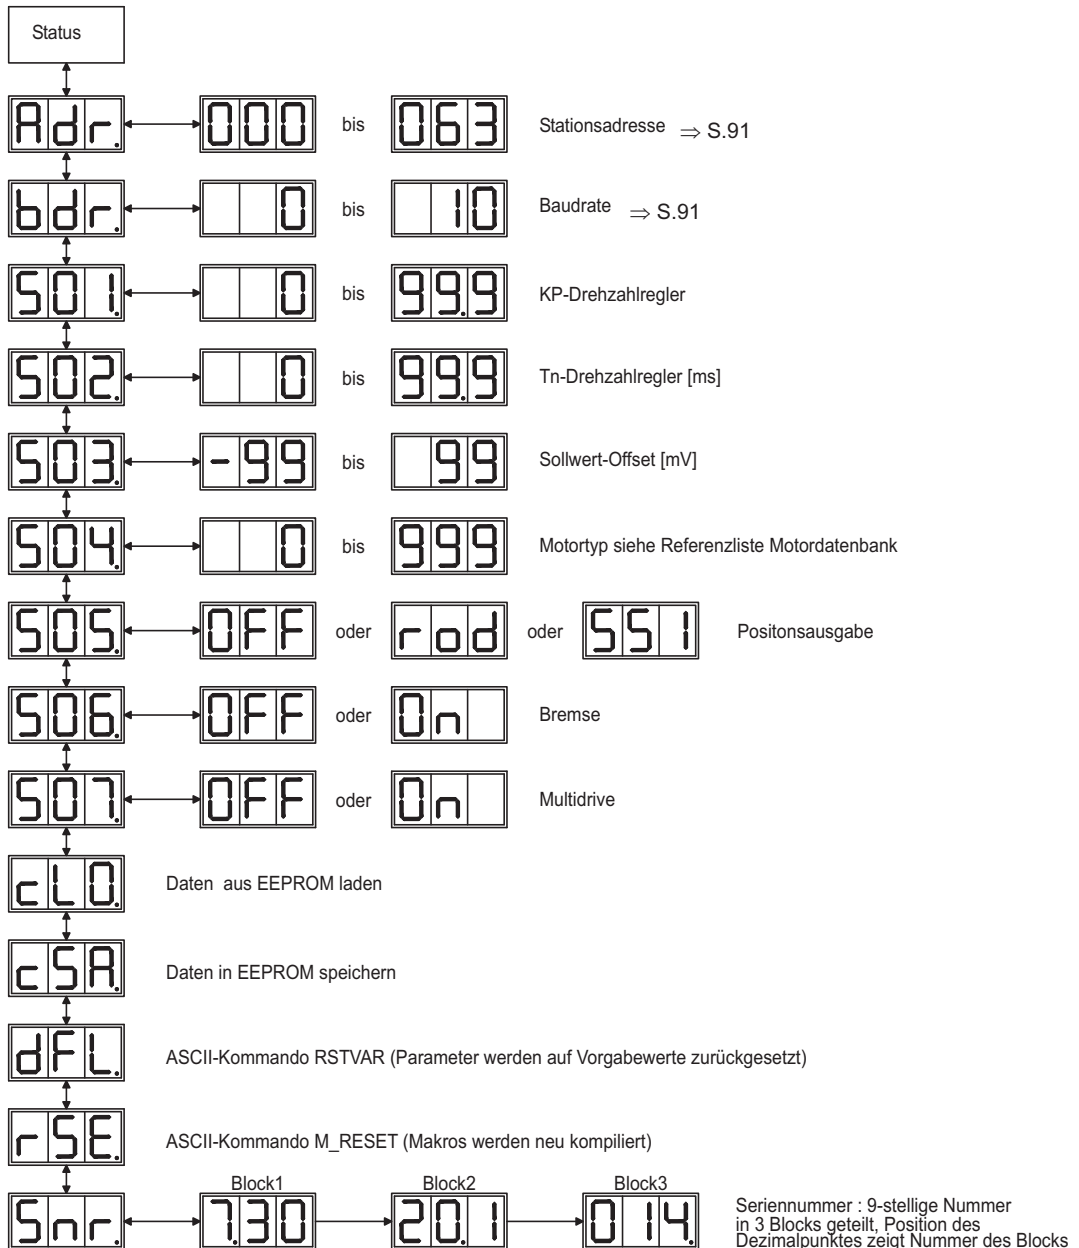 Status
Adr. 000 bis 063 Stationsadresse ⇒ S.91
bdr. 0 bis 10 Baudrate ⇒ S.91
S01. 0 bis 99.9 KP-Drehzahlregler
S02. 0 bis 99.9 Tn-Drehzahlregler [ms]
S03. -99 bis 99 Sollwert-Offset [mV]
S04. 0 bis 999 Motortyp siehe Referenzliste Motordatenbank
S05. OFF oder rod oder SSI Positonsausgabe
S06. OFF oder On Bremse
S07. OFF oder On Multidrive
cL0. Daten aus EEPROM laden
cSA. Daten in EEPROM speichern
dFL. ASCII-Kommando RSTVAR (Parameter werden auf Vorgabewerte zurückgesetzt)
rSE. ASCII-Kommando M_RESET (Makros werden neu kompiliert)
Block1 Block2 Block3
Snr. 7.30 20.1 014. Seriennummer : 9-stellige Nummer
in 3 Blocks geteilt, Position des
Dezimalpunktes zeigt Nummer des Blocks